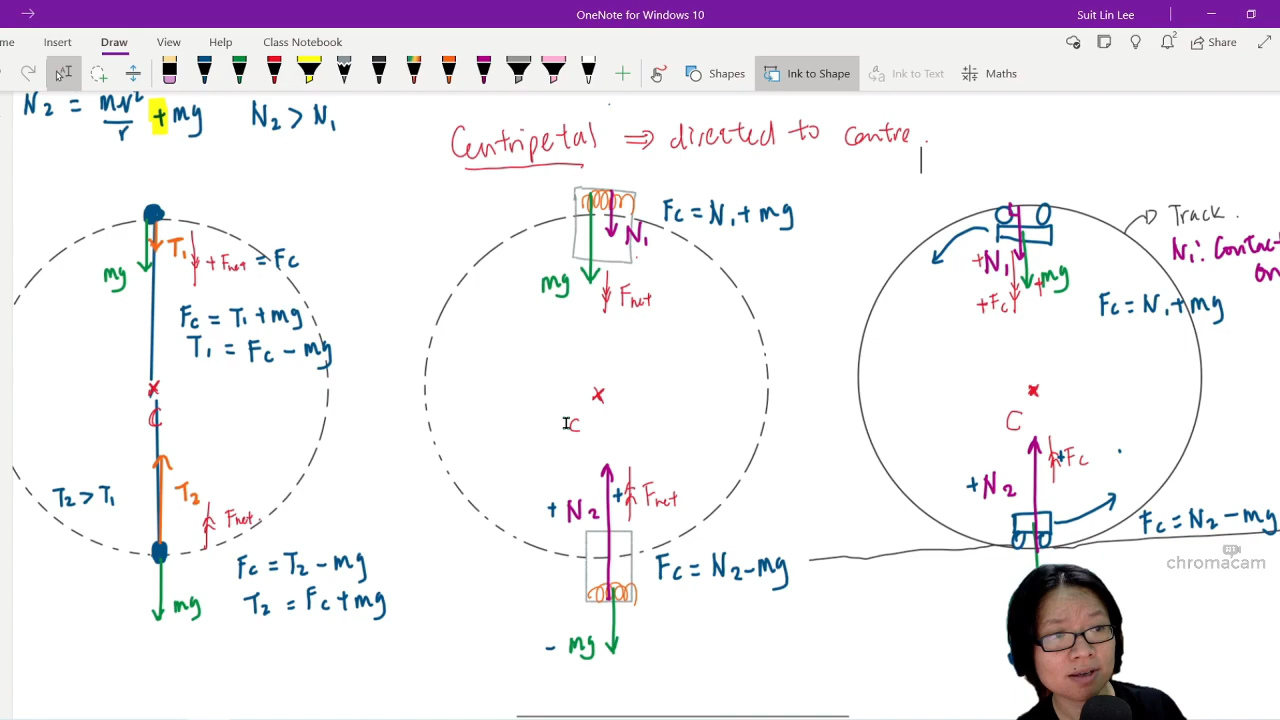 OneNote for Windows 10
Suit Lin Lee
me Insert Draw View Help Class Notebook
Share
Shapes Ink to Shape Ink to Text Maths
N2 = mv²/r + mg N2 > N1
Centripetal ⇒ directed to centre.
T1
mg
+ Fnet = Fc
Fc = T1 + mg
T1 = Fc - mg
C
T2 > T1
T2
Fnet
Fc = T2 - mg
T2 = Fc + mg
mg
Fc = N1 + mg
N1
mg
Fnet
C
+ N2
+ Fnet
Fc = N2 - mg
- mg
Track.
N1: Contact
on
+N1
+ mg
+Fc
Fc = N1 + mg
C
+Fc
+N2
Fc = N2 - mg
chromacam